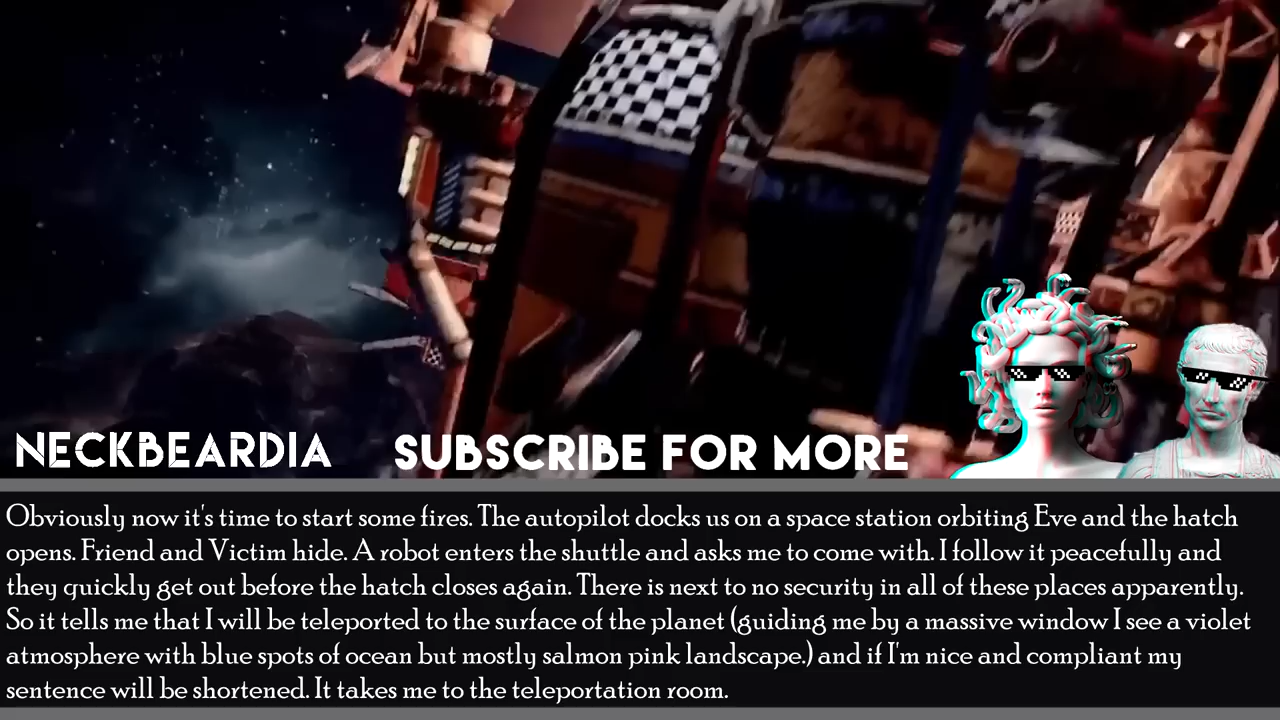 NECKBEARDIA
SUBSCRIBE FOR MORE
Obviously now it's time to start some fires. The autopilot docks us on a space station orbiting Eve and the hatch
opens. Friend and Victim hide. A robot enters the shuttle and asks me to come with. I follow it peacefully and
they quickly get out before the hatch closes again. There is next to no security in all of these places apparently.
So it tells me that I will be teleported to the surface of the planet (guiding me by a massive window I see a violet
atmosphere with blue spots of ocean but mostly salmon pink landscape.) and if I'm nice and compliant my
sentence will be shortened. It takes me to the teleportation room.